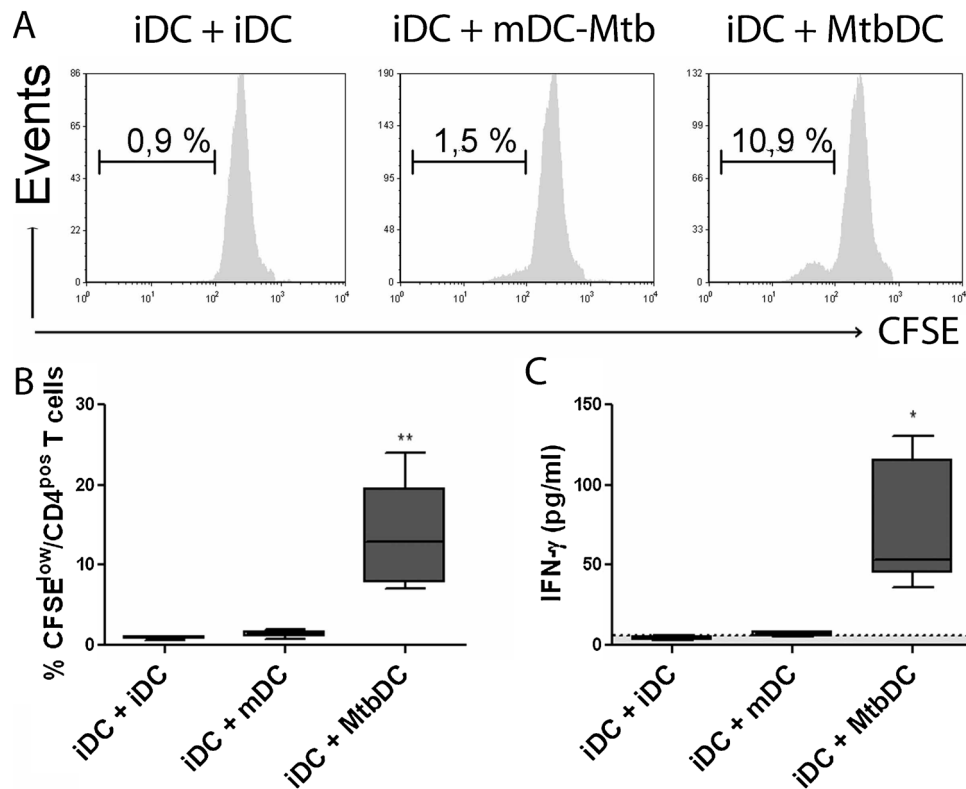 A
iDC + iDC
iDC + mDC-Mtb
iDC + MtbDC
Events
86
65
43
22
0
0,9 %
10⁰ 10¹ 10² 10³ 10⁴
190
143
95
48
0
1,5 %
10⁰ 10¹ 10² 10³ 10⁴
132
99
66
33
0
10,9 %
10⁰ 10¹ 10² 10³ 10⁴
CFSE
B
% CFSEˡᵒʷ/CD4ᵖᵒˢ T cells
30
20
10
0
**
iDC + iDC
iDC + mDC
iDC + MtbDC
C
IFN-γ (pg/ml)
150
100
50
0
*
iDC + iDC
iDC + mDC
iDC + MtbDC